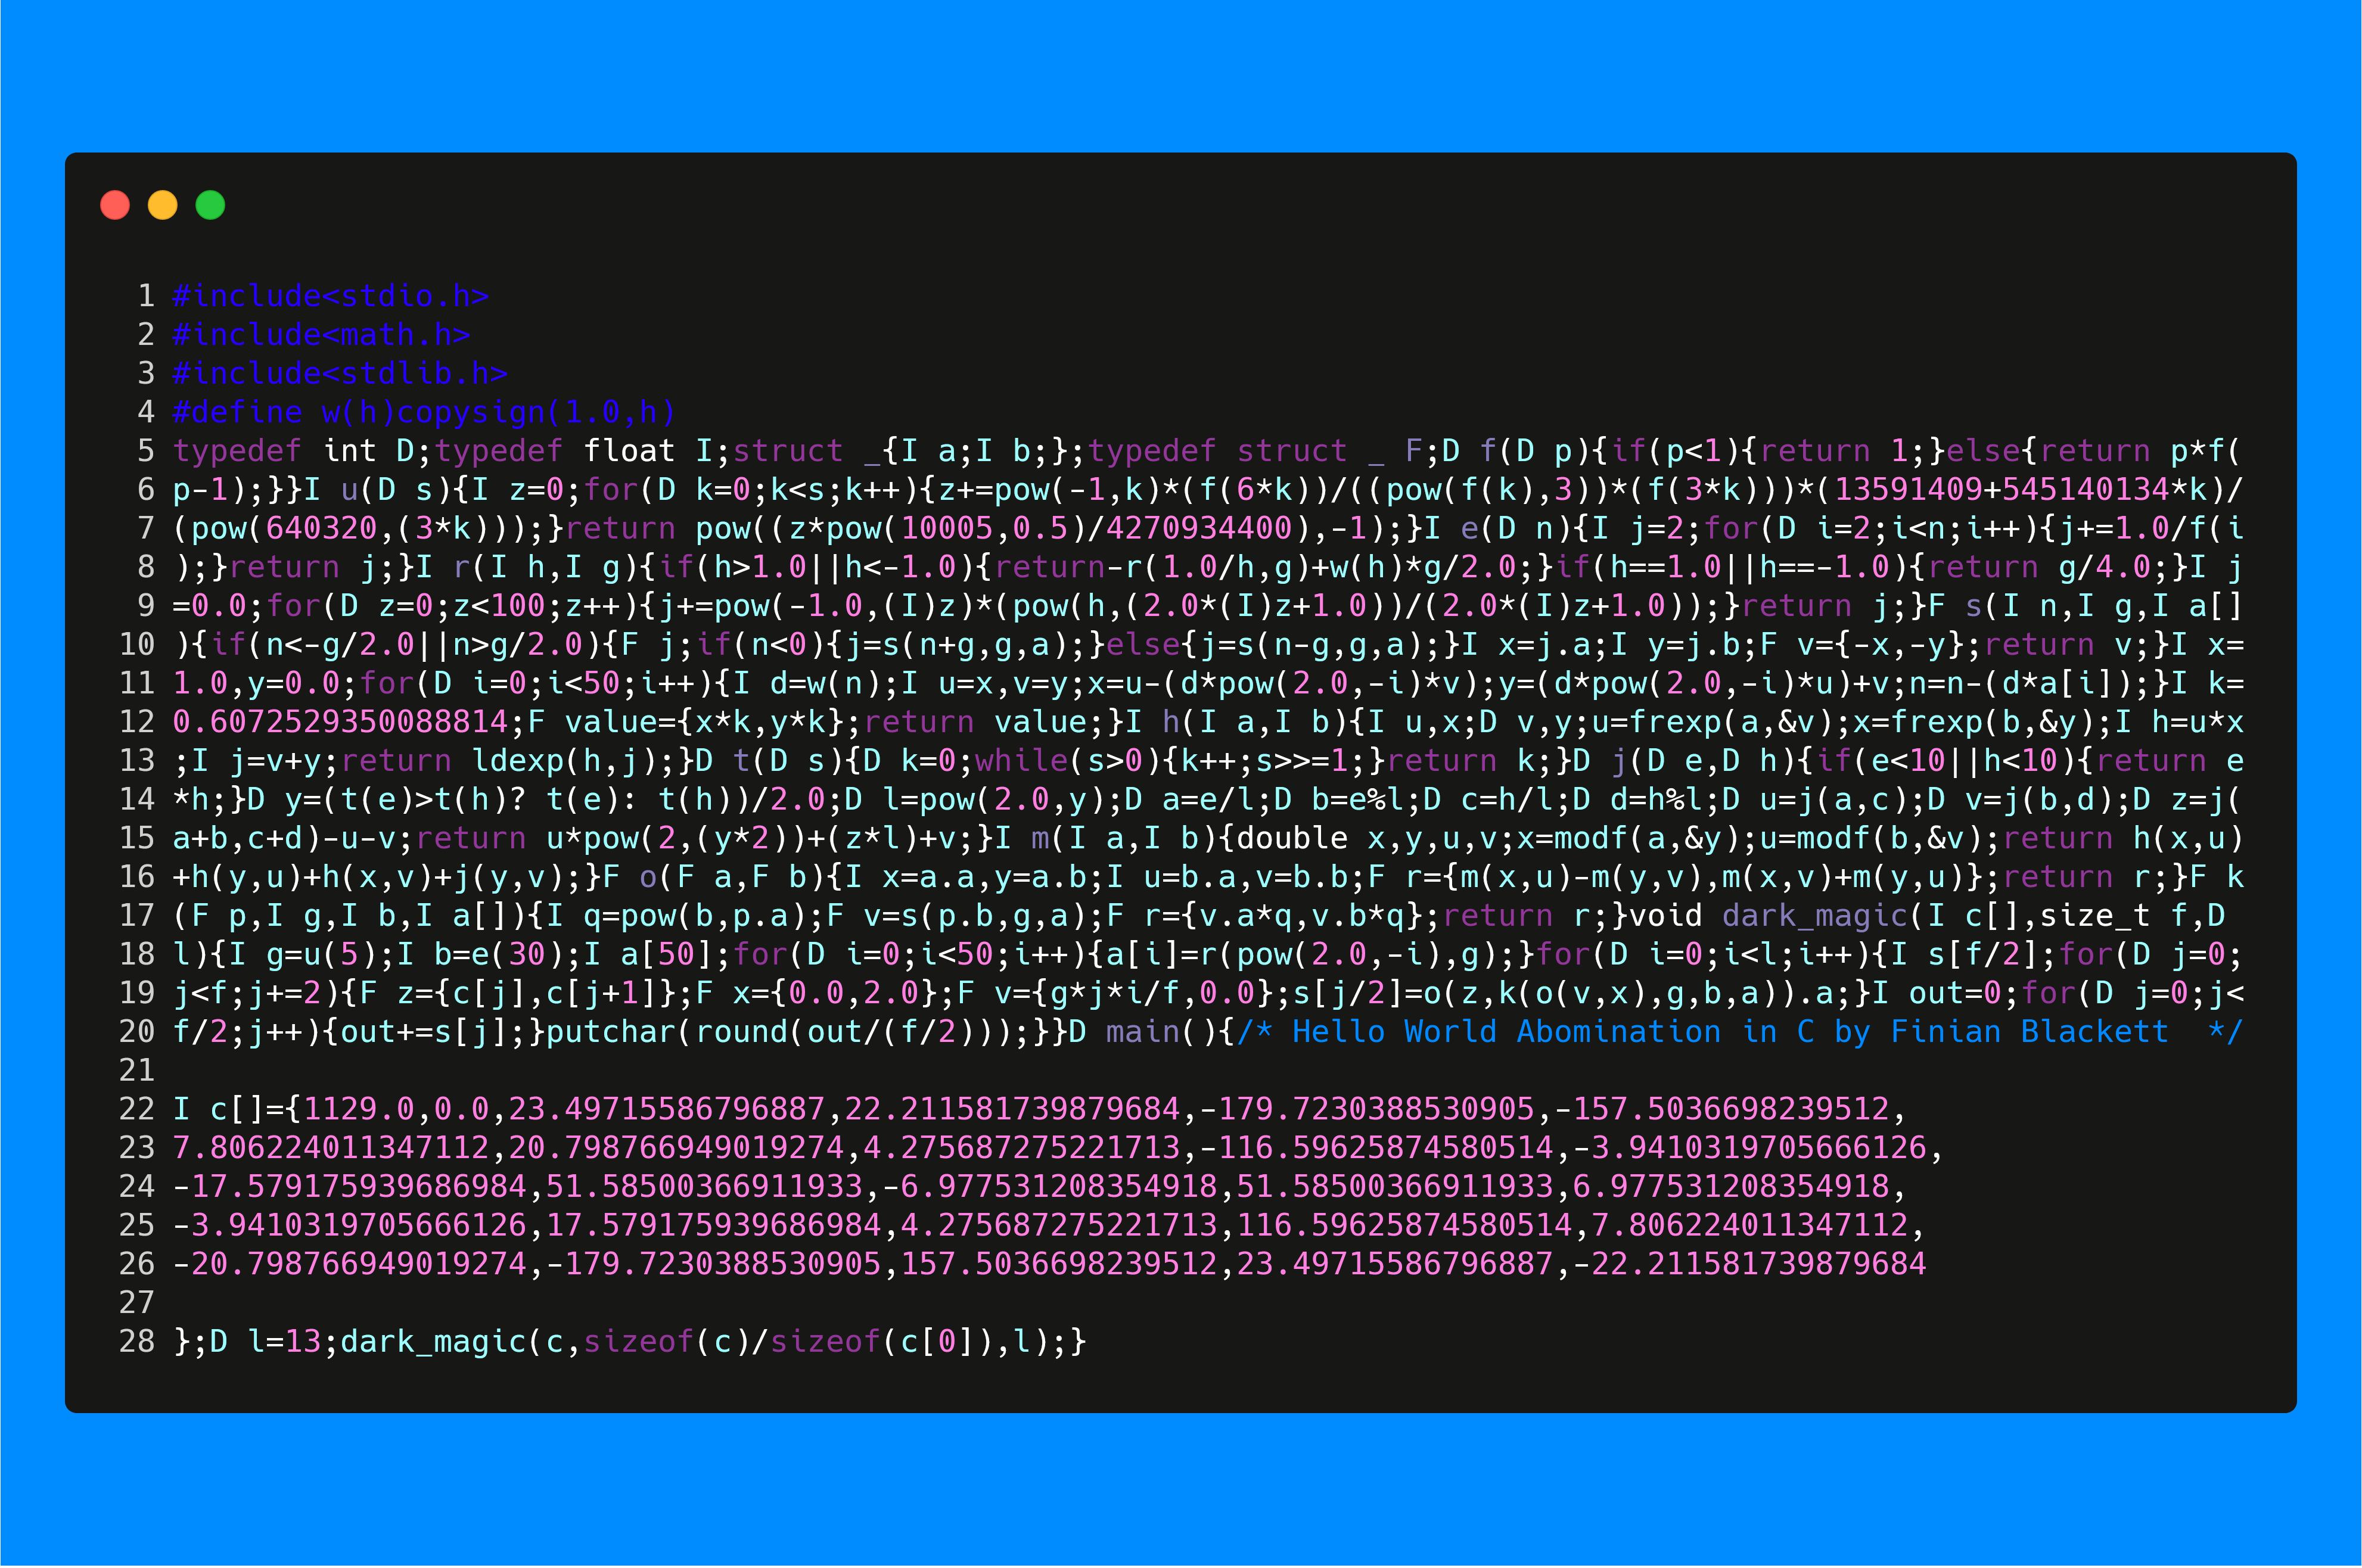 1 #include<stdio.h>
2 #include<math.h>
3 #include<stdlib.h>
4 #define w(h)copysign(1.0,h)
5 typedef int D;typedef float I;struct _{I a;I b;};typedef struct _ F;D f(D p){if(p<1){return 1;}else{return p*f(
6 p-1);}}I u(D s){I z=0;for(D k=0;k<s;k++){z+=pow(-1,k)*(f(6*k))/((pow(f(k),3))*(f(3*k)))*(13591409+545140134*k)/
7 (pow(640320,(3*k)));}return pow((z*pow(10005,0.5)/4270934400),-1);}I e(D n){I j=2;for(D i=2;i<n;i++){j+=1.0/f(i
8 );}return j;}I r(I h,I g){if(h>1.0||h<-1.0){return-r(1.0/h,g)+w(h)*g/2.0;}if(h==1.0||h==-1.0){return g/4.0;}I j
9 =0.0;for(D z=0;z<100;z++){j+=pow(-1.0,(I)z)*(pow(h,(2.0*(I)z+1.0))/(2.0*(I)z+1.0));}return j;}F s(I n,I g,I a[]
10 ){if(n<-g/2.0||n>g/2.0){F j;if(n<0){j=s(n+g,g,a);}else{j=s(n-g,g,a);}I x=j.a;I y=j.b;F v={-x,-y};return v;}I x=
11 1.0,y=0.0;for(D i=0;i<50;i++){I d=w(n);I u=x,v=y;x=u-(d*pow(2.0,-i)*v);y=(d*pow(2.0,-i)*u)+v;n=n-(d*a[i]);}I k=
12 0.6072529350088814;F value={x*k,y*k};return value;}I h(I a,I b){I u,x;D v,y;u=frexp(a,&v);x=frexp(b,&y);I h=u*x
13 ;I j=v+y;return ldexp(h,j);}D t(D s){D k=0;while(s>0){k++;s>>=1;}return k;}D j(D e,D h){if(e<10||h<10){return e
14 *h;}D y=(t(e)>t(h)? t(e): t(h))/2.0;D l=pow(2.0,y);D a=e/l;D b=e%l;D c=h/l;D d=h%l;D u=j(a,c);D v=j(b,d);D z=j(
15 a+b,c+d)-u-v;return u*pow(2,(y*2))+(z*l)+v;}I m(I a,I b){double x,y,u,v;x=modf(a,&y);u=modf(b,&v);return h(x,u)
16 +h(y,u)+h(x,v)+j(y,v);}F o(F a,F b){I x=a.a,y=a.b;I u=b.a,v=b.b;F r={m(x,u)-m(y,v),m(x,v)+m(y,u)};return r;}F k
17 (F p,I g,I b,I a[]){I q=pow(b,p.a);F v=s(p.b,g,a);F r={v.a*q,v.b*q};return r;}void dark_magic(I c[],size_t f,D
18 l){I g=u(5);I b=e(30);I a[50];for(D i=0;i<50;i++){a[i]=r(pow(2.0,-i),g);}for(D i=0;i<l;i++){I s[f/2];for(D j=0;
19 j<f;j+=2){F z={c[j],c[j+1]};F x={0.0,2.0};F v={g*j*i/f,0.0};s[j/2]=o(z,k(o(v,x),g,b,a)).a;}I out=0;for(D j=0;j<
20 f/2;j++){out+=s[j];}putchar(round(out/(f/2)));}}D main(){/* Hello World Abomination in C by Finian Blackett  */
21
22 I c[]={1129.0,0.0,23.49715586796887,22.211581739879684,-179.7230388530905,-157.5036698239512,
23 7.806224011347112,20.798766949019274,4.275687275221713,-116.59625874580514,-3.9410319705666126,
24 -17.579175939686984,51.58500366911933,-6.977531208354918,51.58500366911933,6.977531208354918,
25 -3.9410319705666126,17.579175939686984,4.275687275221713,116.59625874580514,7.806224011347112,
26 -20.798766949019274,-179.7230388530905,157.5036698239512,23.49715586796887,-22.211581739879684
27
28 };D l=13;dark_magic(c,sizeof(c)/sizeof(c[0]),l);}